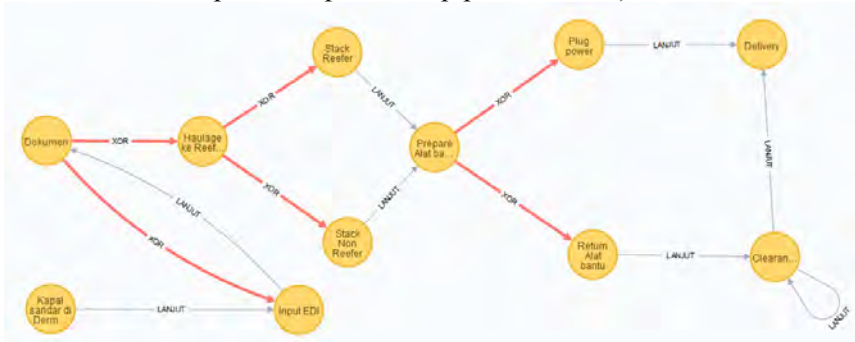 Stack
Reefer
Plug
power
LANJUT
Delivery
XOR
LANJUT
XOR
Dokumen
XOR
Haulage
ke Reef...
Prepare
Alat ba...
LANJUT
XOR
LANJUT
XOR
LANJUT
XOR
Stack
Non
Reefer
Return
Alat
bantu
LANJUT
Clearan...
Kapal
sandar di
Derm...
LANJUT
Input EDI
LANJUT